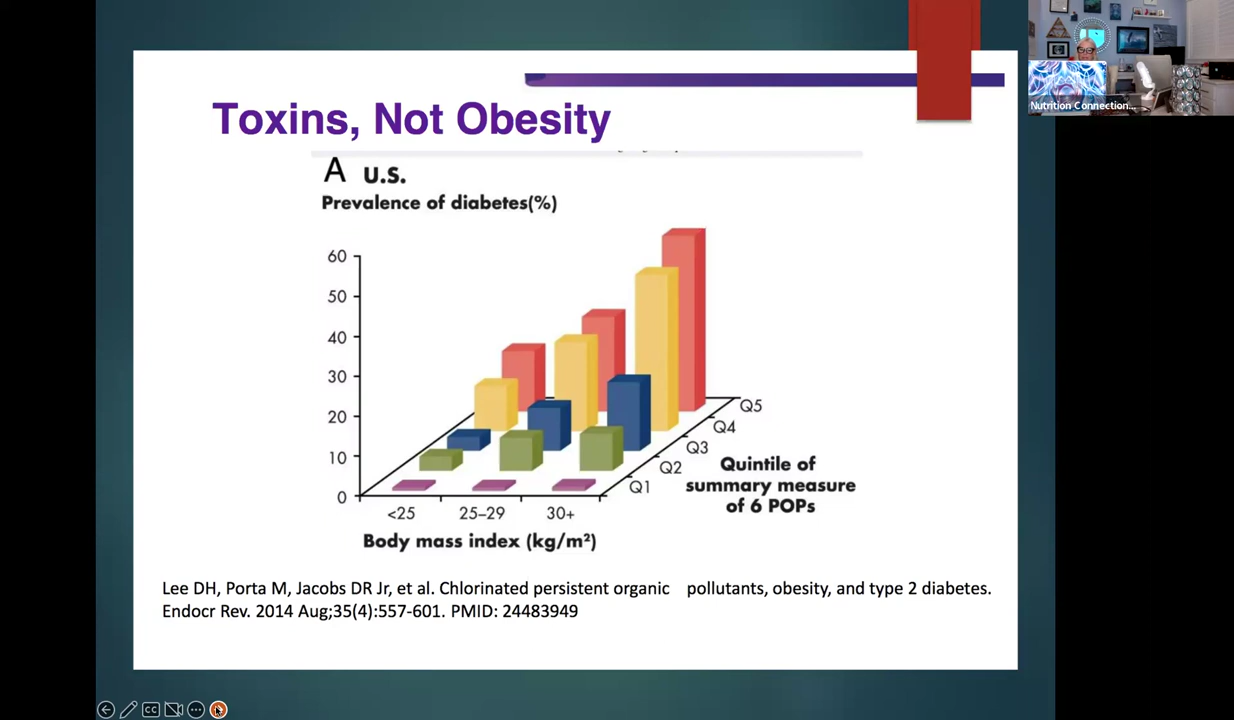 Toxins, Not Obesity
A U.S.
Prevalence of diabetes(%)
60
50
40
30
20
10
0
Q5
Q4
Q3
Q2
Q1
Quintile of
summary measure
of 6 POPs
<25 25–29 30+
Body mass index (kg/m²)
Lee DH, Porta M, Jacobs DR Jr, et al. Chlorinated persistent organic pollutants, obesity, and type 2 diabetes.
Endocr Rev. 2014 Aug;35(4):557-601. PMID: 24483949
Nutrition Connection...
CC